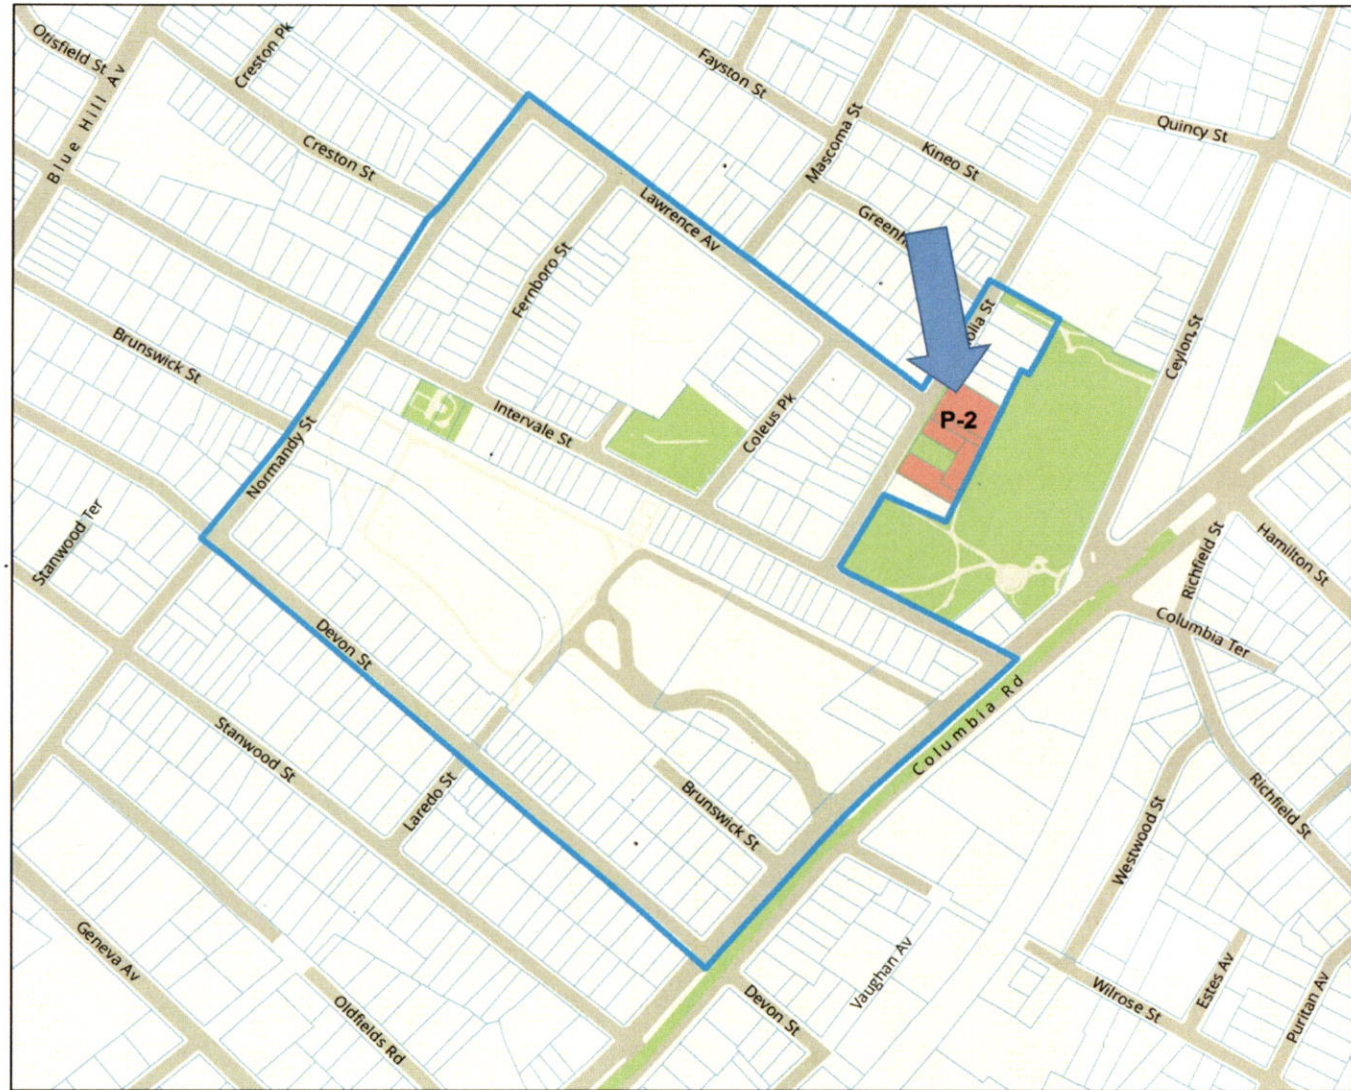 Otisfield St
Creston Pk
Fayston St
Blue Hill Av
Quincy St
Mascoma St
Creston St
Kineo St
Lawrence Av
Greenh
Fernboro St
olia St
Ceylon St
Brunswick St
Coleus Pk
Intervale St
P-2
Normandy St
Stanwood Ter
Richfield St
Hamilton St
Columbia Ter
Devon St
Columbia Rd
Stanwood St
Laredo St
Brunswick St
Richfield St
Westwood St
Geneva Av
Vaughan Av
Oldfields Rd
Devon St
Wilrose St
Estes Av
Puritan Av